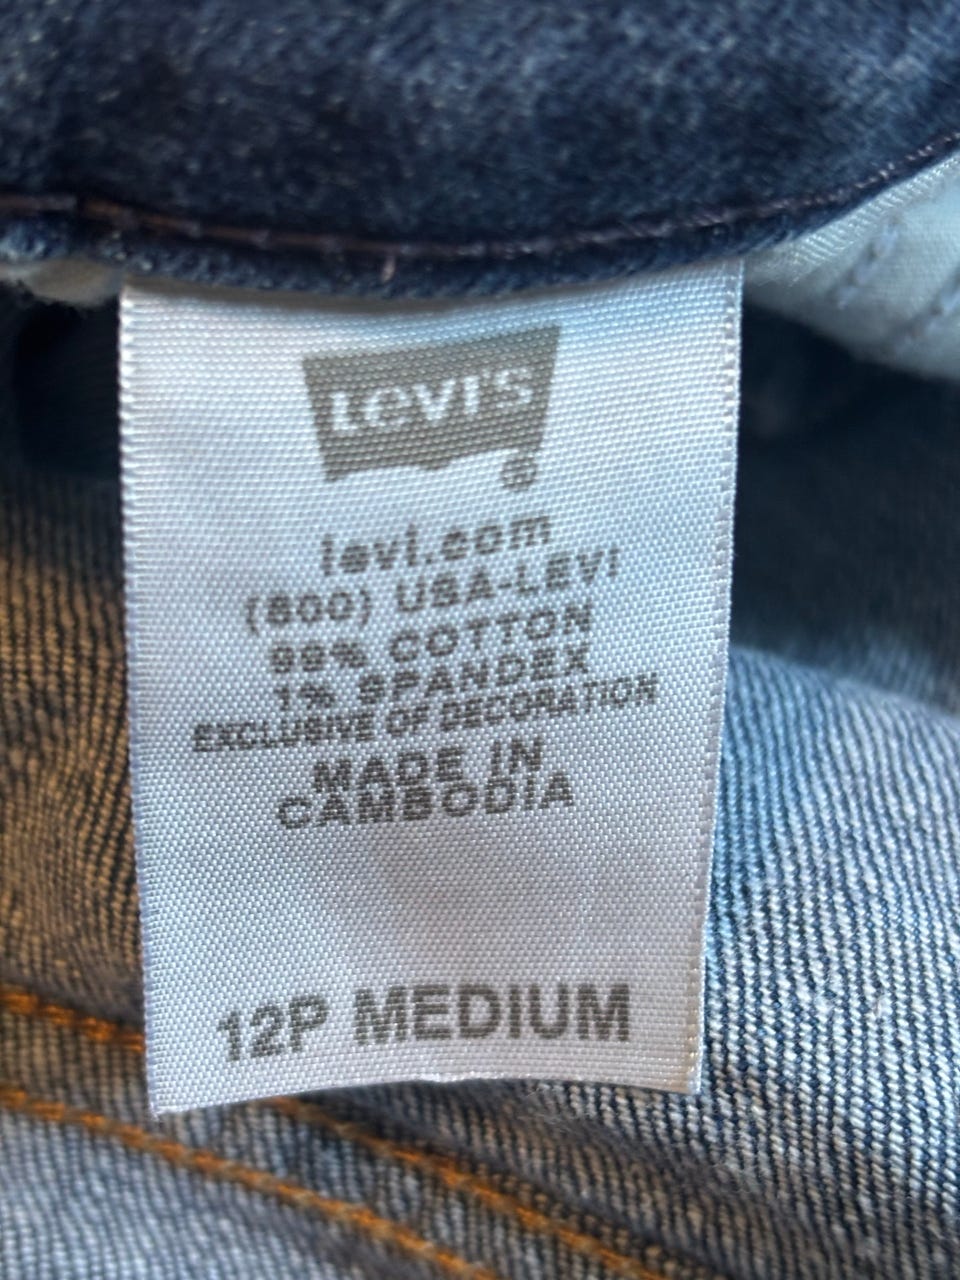 Levi's
®
levi.com
(800) USA-LEVI
99% COTTON
1% SPANDEX
EXCLUSIVE OF DECORATION
MADE IN
CAMBODIA
12P MEDIUM